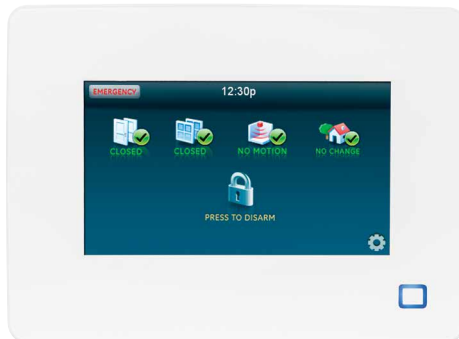 EMERGENCY
12:30p
CLOSED
CLOSED
NO MOTION
NO CHANGE
PRESS TO DISARM